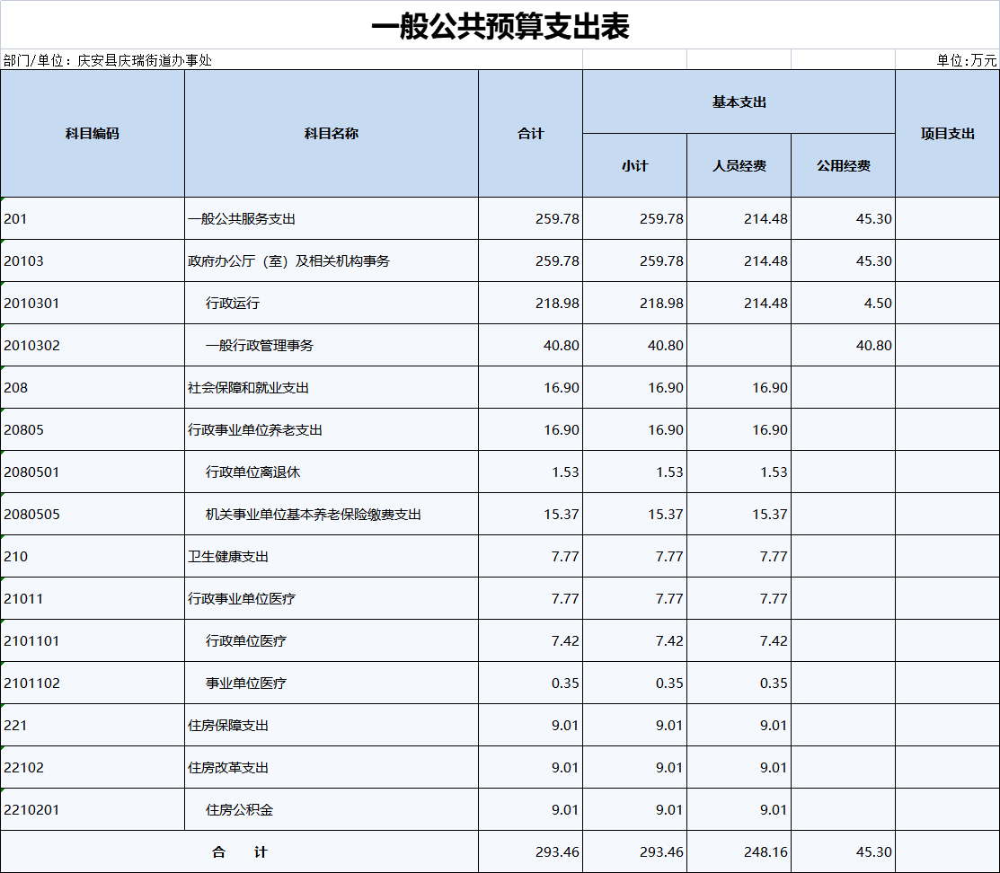 一般公共预算支出表
部门/单位：庆安县庆瑞街道办事处 单位:万元
科目编码 科目名称 合计 基本支出 项目支出
小计 人员经费 公用经费
201 一般公共服务支出 259.78 259.78 214.48 45.30
20103 政府办公厅（室）及相关机构事务 259.78 259.78 214.48 45.30
2010301 行政运行 218.98 218.98 214.48 4.50
2010302 一般行政管理事务 40.80 40.80 40.80
208 社会保障和就业支出 16.90 16.90 16.90
20805 行政事业单位养老支出 16.90 16.90 16.90
2080501 行政单位离退休 1.53 1.53 1.53
2080505 机关事业单位基本养老保险缴费支出 15.37 15.37 15.37
210 卫生健康支出 7.77 7.77 7.77
21011 行政事业单位医疗 7.77 7.77 7.77
2101101 行政单位医疗 7.42 7.42 7.42
2101102 事业单位医疗 0.35 0.35 0.35
221 住房保障支出 9.01 9.01 9.01
22102 住房改革支出 9.01 9.01 9.01
2210201 住房公积金 9.01 9.01 9.01
合 计 293.46 293.46 248.16 45.30